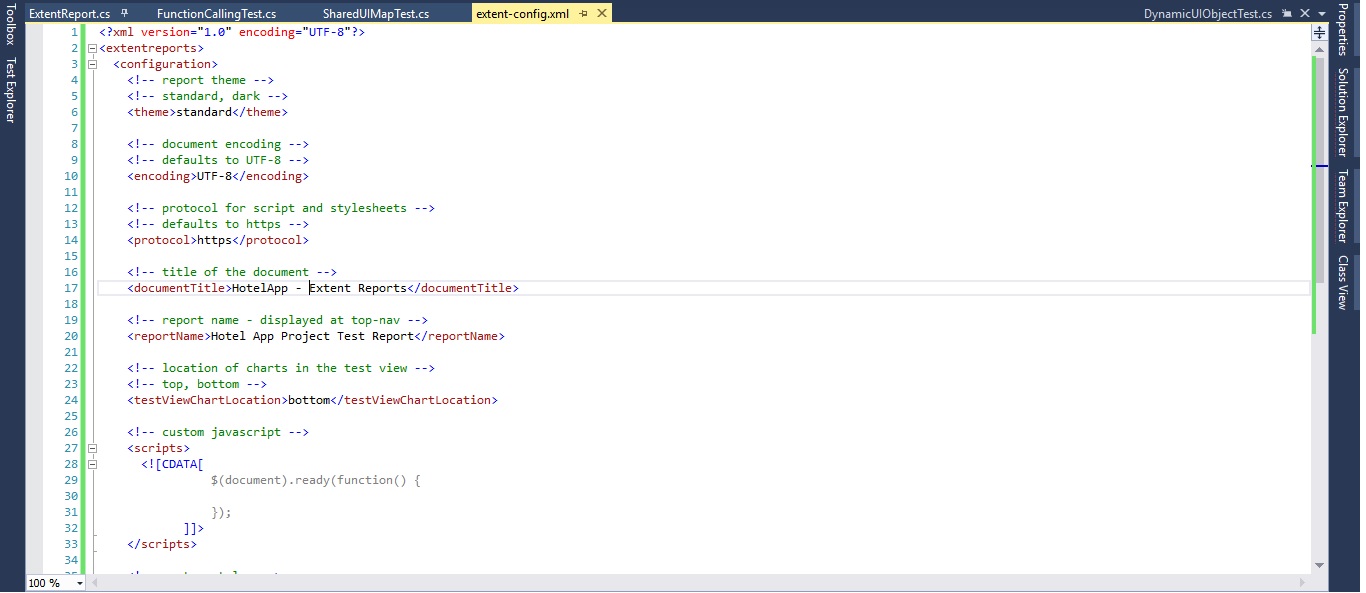 Toolbox
Test Explorer
ExtentReport.cs
FunctionCallingTest.cs
SharedUIMapTest.cs
extent-config.xml
DynamicUIObjectTest.cs
1 <?xml version="1.0" encoding="UTF-8"?>
2 <extentreports>
3 <configuration>
4 <!-- report theme -->
5 <!-- standard, dark -->
6 <theme>standard</theme>
7
8 <!-- document encoding -->
9 <!-- defaults to UTF-8 -->
10 <encoding>UTF-8</encoding>
11
12 <!-- protocol for script and stylesheets -->
13 <!-- defaults to https -->
14 <protocol>https</protocol>
15
16 <!-- title of the document -->
17 <documentTitle>HotelApp - Extent Reports</documentTitle>
18
19 <!-- report name - displayed at top-nav -->
20 <reportName>Hotel App Project Test Report</reportName>
21
22 <!-- location of charts in the test view -->
23 <!-- top, bottom -->
24 <testViewChartLocation>bottom</testViewChartLocation>
25
26 <!-- custom javascript -->
27 <scripts>
28 <![CDATA[
29 $(document).ready(function() {
30
31 });
32 ]]>
33 </scripts>
34
100 %
Properties
Solution Explorer
Team Explorer
Class View